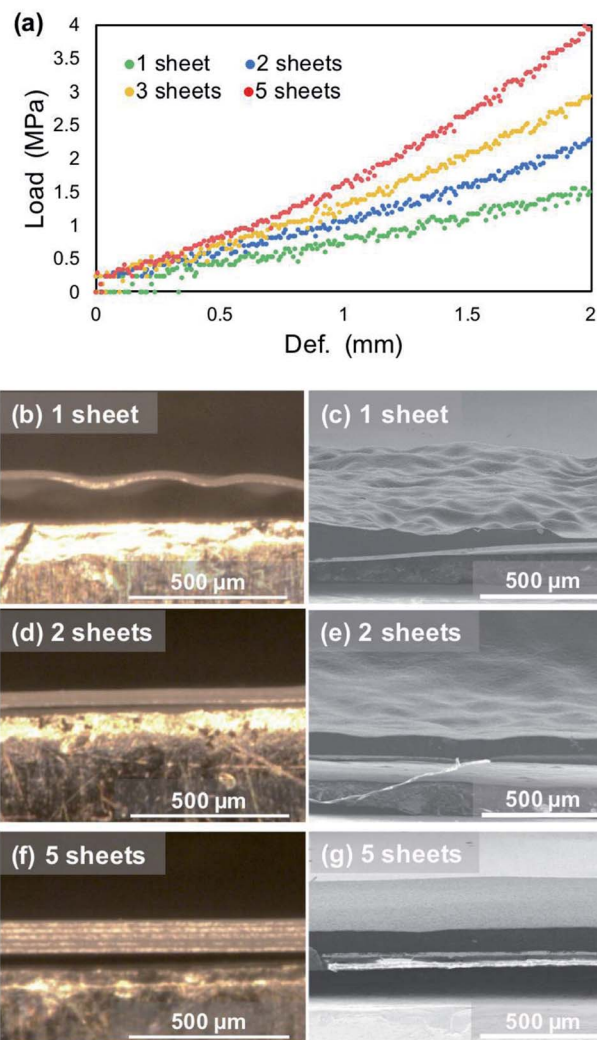 (a)
4
3.5
3
2.5
2
1.5
1
0.5
0
Load (MPa)
1 sheet 2 sheets
3 sheets 5 sheets
0 0.5 1 1.5 2
Def. (mm)
(b) 1 sheet
500 µm
(c) 1 sheet
500 µm
(d) 2 sheets
500 µm
(e) 2 sheets
500 µm
(f) 5 sheets
500 µm
(g) 5 sheets
500 µm